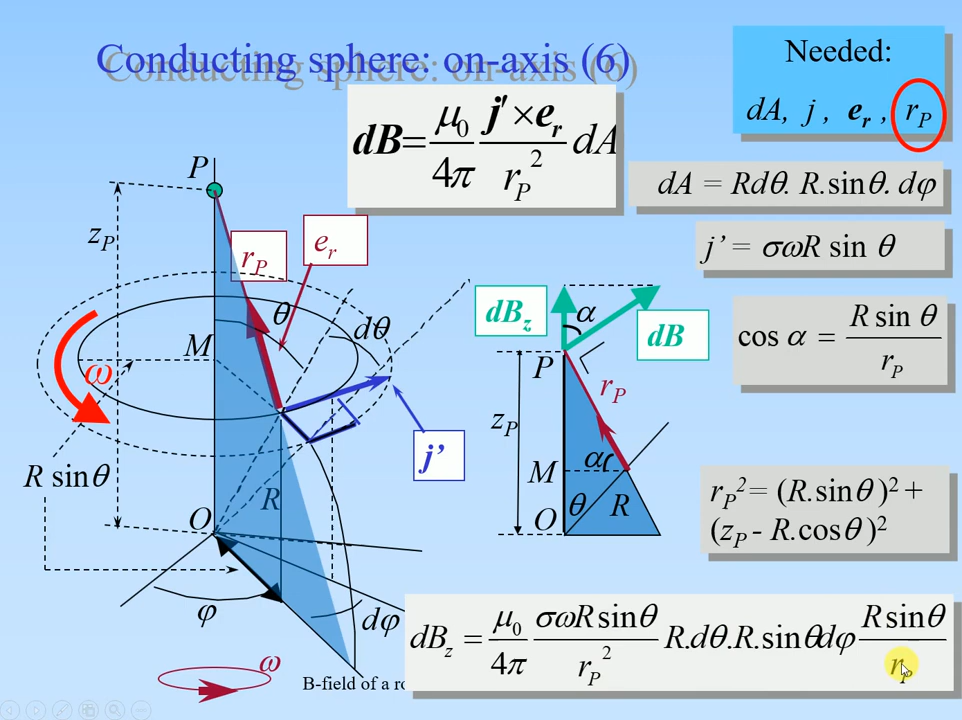 Conducting sphere: on-axis (6)
Needed:
dA, j , e_r , r_P
dB = μ₀/4π j' × e_r / r_P² dA
dA = Rdθ. R.sinθ. dφ
j' = σωR sin θ
cos α = R sin θ / r_P
r_P² = (R.sinθ )² +
(z_P - R.cosθ )²
dB_z = μ₀/4π σωR sinθ / r_P² R.dθ.R.sinθdφ R sinθ / r_P
P
z_P
r_P
e_r
θ
dθ
M
ω
j'
R sinθ
R
O
φ
dφ
ω
dB_z
α
dB
P
r_P
z_P
M
α
O
θ
R
B-field of a ro